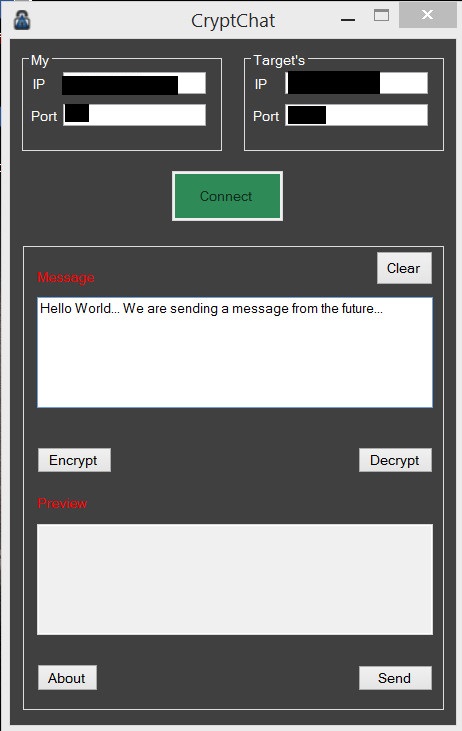 CryptChat
My
IP
Port
Target's
IP
Port
Connect
Clear
Message
Hello World... We are sending a message from the future...
Encrypt
Decrypt
Preview
About
Send